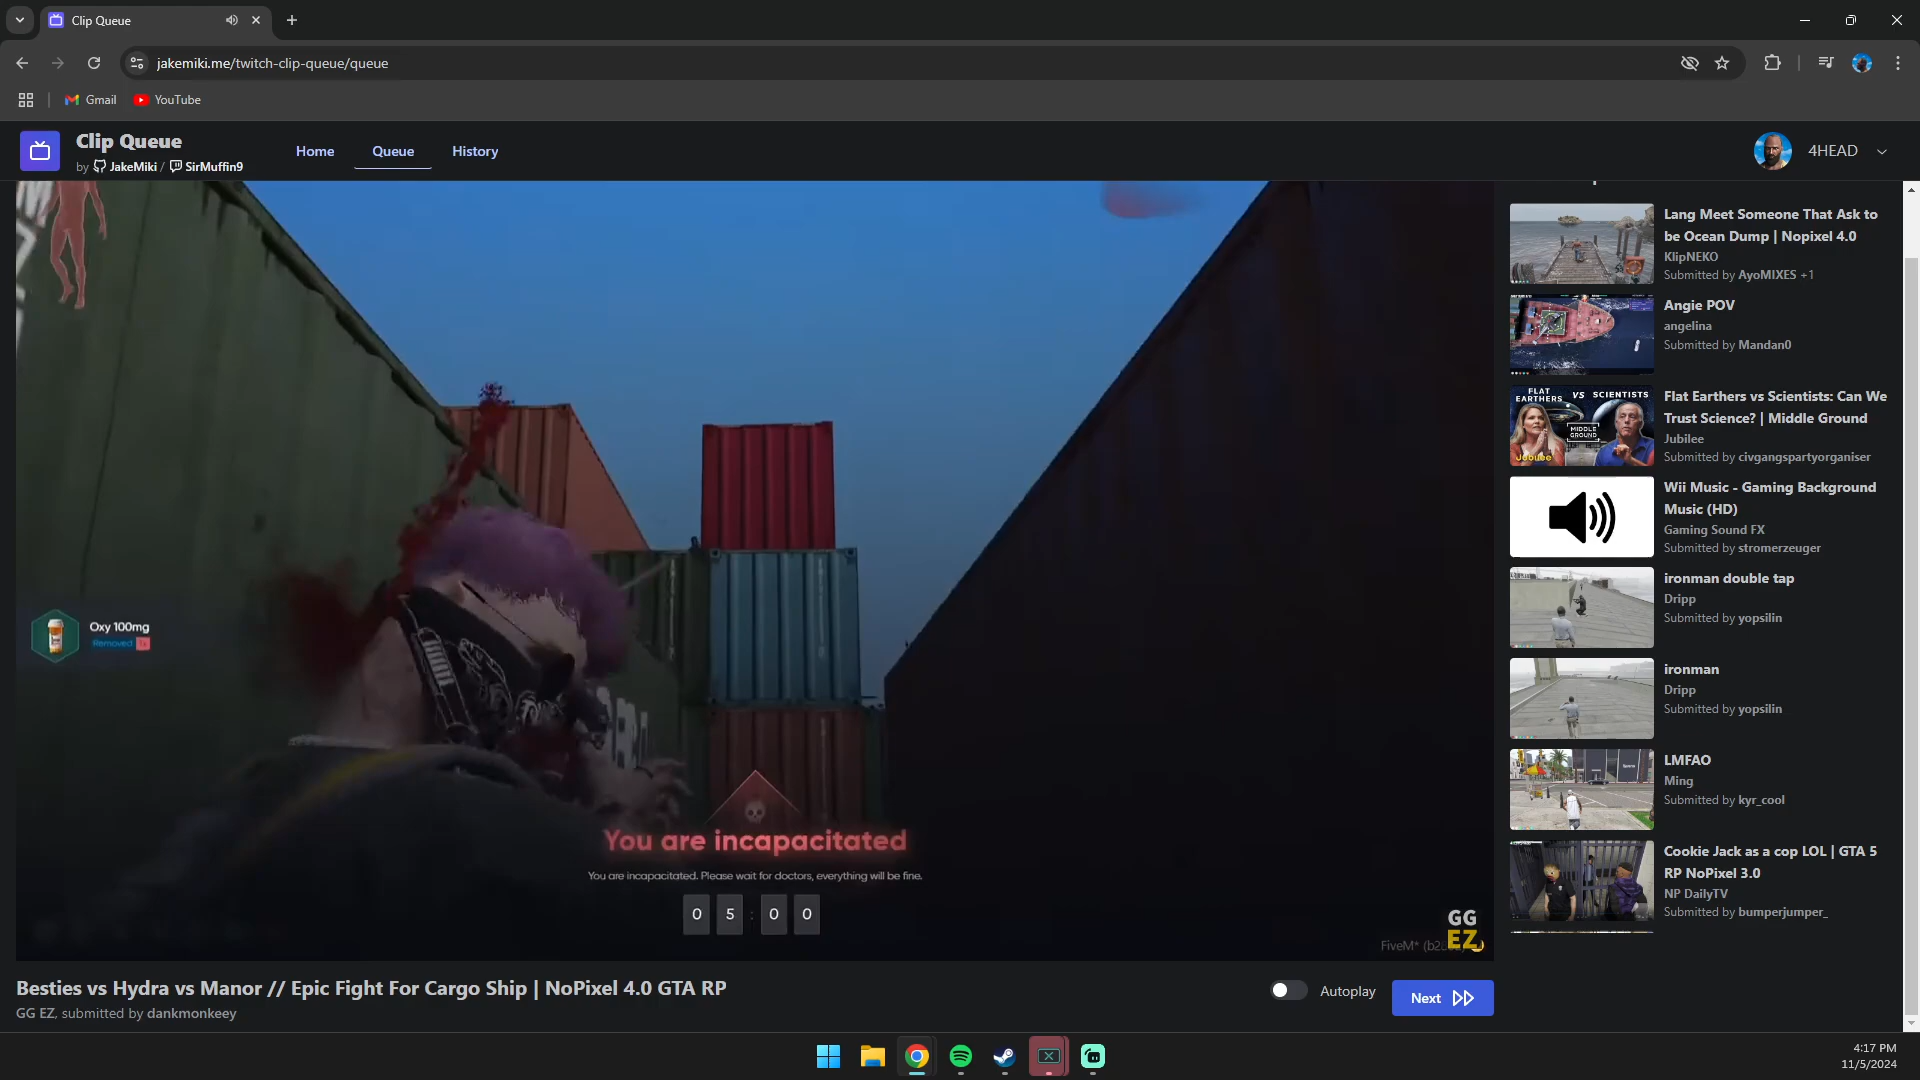 Clip Queue
jakemiki.me/twitch-clip-queue/queue
Gmail
YouTube
Clip Queue
by JakeMiki / SirMuffin9
Home
Queue
History
4HEAD
Oxy 100mg
Removed 1x
You are incapacitated
You are incapacitated. Please wait for doctors, everything will be fine.
0 5 : 0 0
GG
EZ
FiveM*
Besties vs Hydra vs Manor // Epic Fight For Cargo Ship | NoPixel 4.0 GTA RP
GG EZ, submitted by dankmonkeey
Autoplay
Next
Lang Meet Someone That Ask to
be Ocean Dump | Nopixel 4.0
KlipNEKO
Submitted by AyoMIXES +1
Angie POV
angelina
Submitted by Mandan0
FLAT
EARTHERS VS SCIENTISTS
MIDDLE
GROUND
Jubilee
Flat Earthers vs Scientists: Can We
Trust Science? | Middle Ground
Jubilee
Submitted by civgangspartyorganiser
Wii Music - Gaming Background
Music (HD)
Gaming Sound FX
Submitted by stromerzeuger
ironman double tap
Dripp
Submitted by yopsilin
ironman
Dripp
Submitted by yopsilin
LMFAO
Ming
Submitted by kyr_cool
Cookie Jack as a cop LOL | GTA 5
RP NoPixel 3.0
NP DailyTV
Submitted by bumperjumper_
4:17 PM
11/5/2024